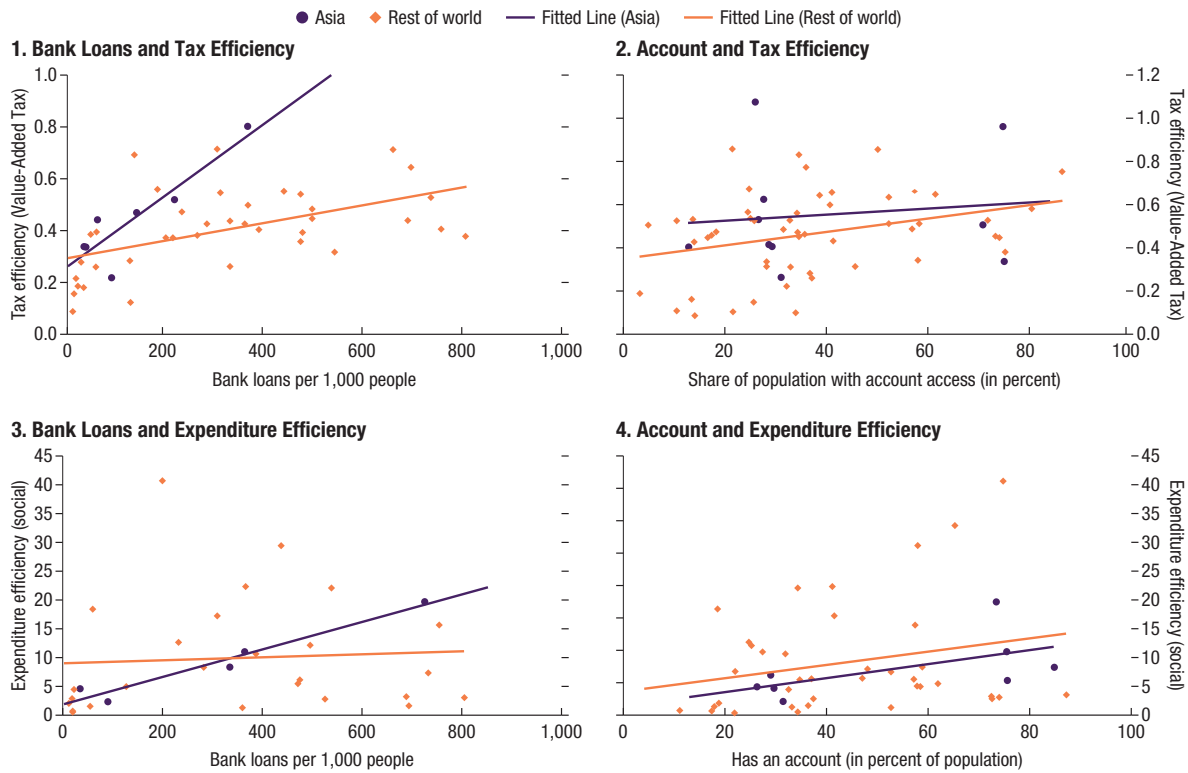 Asia Rest of world Fitted Line (Asia) Fitted Line (Rest of world)
1. Bank Loans and Tax Efficiency
Tax efficiency (Value-Added Tax)
1.0
0.8
0.6
0.4
0.2
0.0
0 200 400 600 800 1,000
Bank loans per 1,000 people
2. Account and Tax Efficiency
1.2
1.0
0.8
0.6
0.4
0.2
0.0
Tax efficiency (Value-Added Tax)
0 20 40 60 80 100
Share of population with account access (in percent)
3. Bank Loans and Expenditure Efficiency
Expenditure efficiency (social)
45
40
35
30
25
20
15
10
5
0
0 200 400 600 800 1,000
Bank loans per 1,000 people
4. Account and Expenditure Efficiency
45
40
35
30
25
20
15
10
5
0
Expenditure efficiency (social)
0 20 40 60 80 100
Has an account (in percent of population)